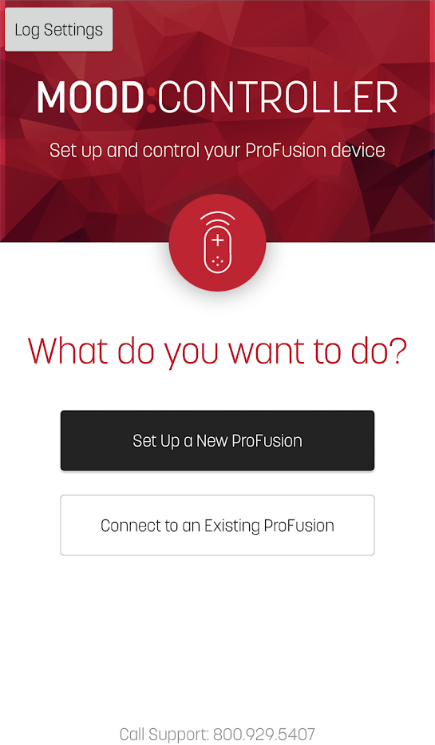 Log Settings
MOOD:CONTROLLER
Set up and control your ProFusion device
What do you want to do?
Set Up a New ProFusion
Connect to an Existing ProFusion
Call Support: 800.929.5407